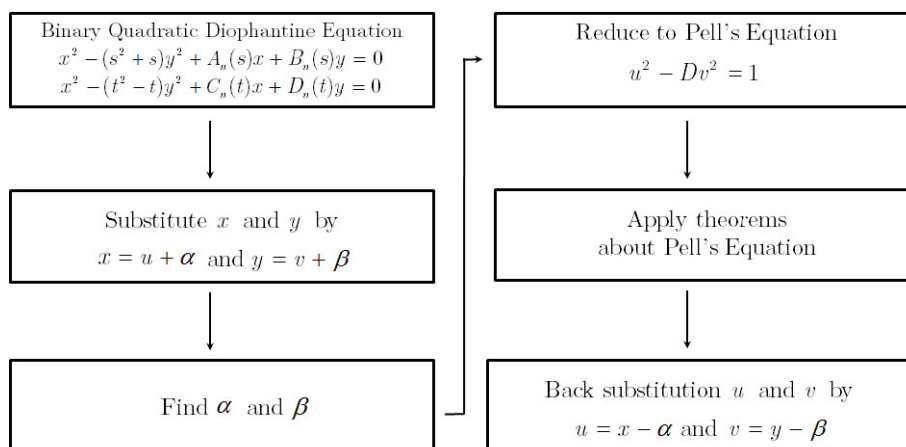 Binary Quadratic Diophantine Equation
x² − (s² + s)y² + Aₙ(s)x + Bₙ(s)y = 0
x² − (t² − t)y² + Cₙ(t)x + Dₙ(t)y = 0
Substitute x and y by
x = u + α and y = v + β
Find α and β
Reduce to Pell's Equation
u² − Dv² = 1
Apply theorems
about Pell's Equation
Back substitution u and v by
u = x − α and v = y − β